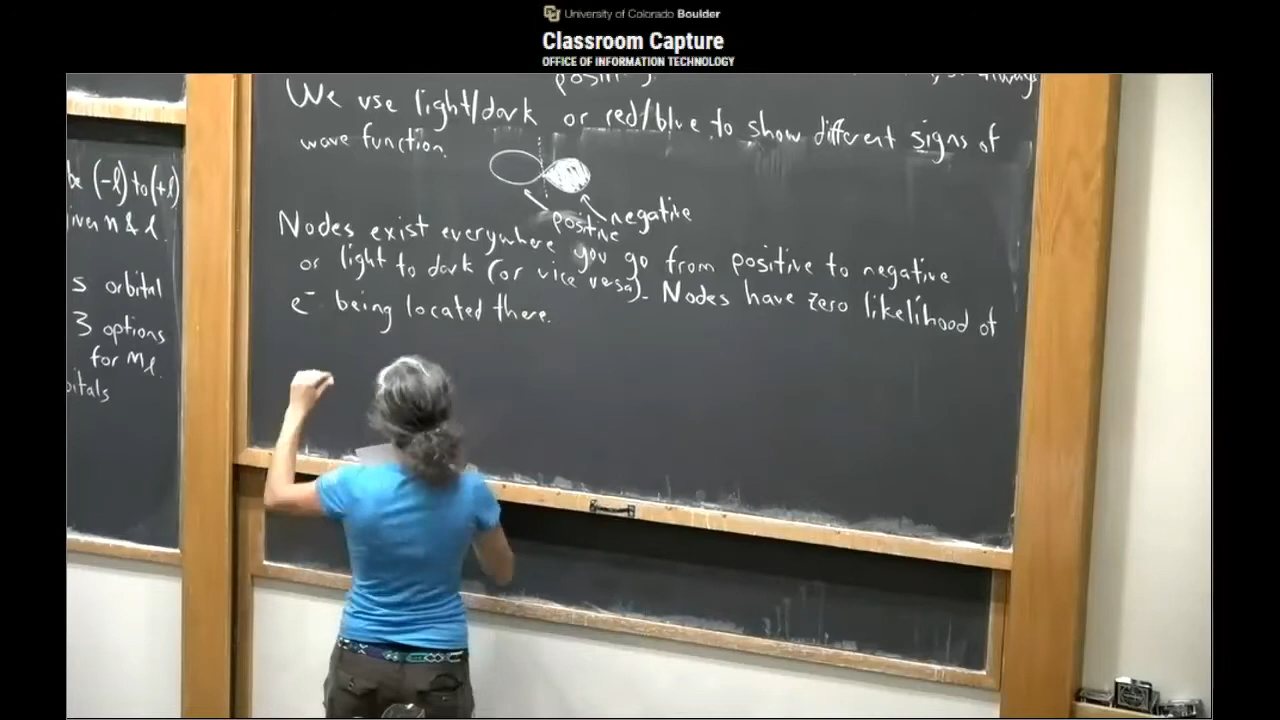 University of Colorado Boulder
Classroom Capture
OFFICE OF INFORMATION TECHNOLOGY
always
We use light/dark or red/blue to show different signs of
wave function.
positive
negative
Nodes exist everywhere you go from positive to negative
or light to dark (or vice versa). Nodes have zero likelihood of
e⁻ being located there.
(-l) to (+l)
n & l.
s orbital
3 options
for Ml.